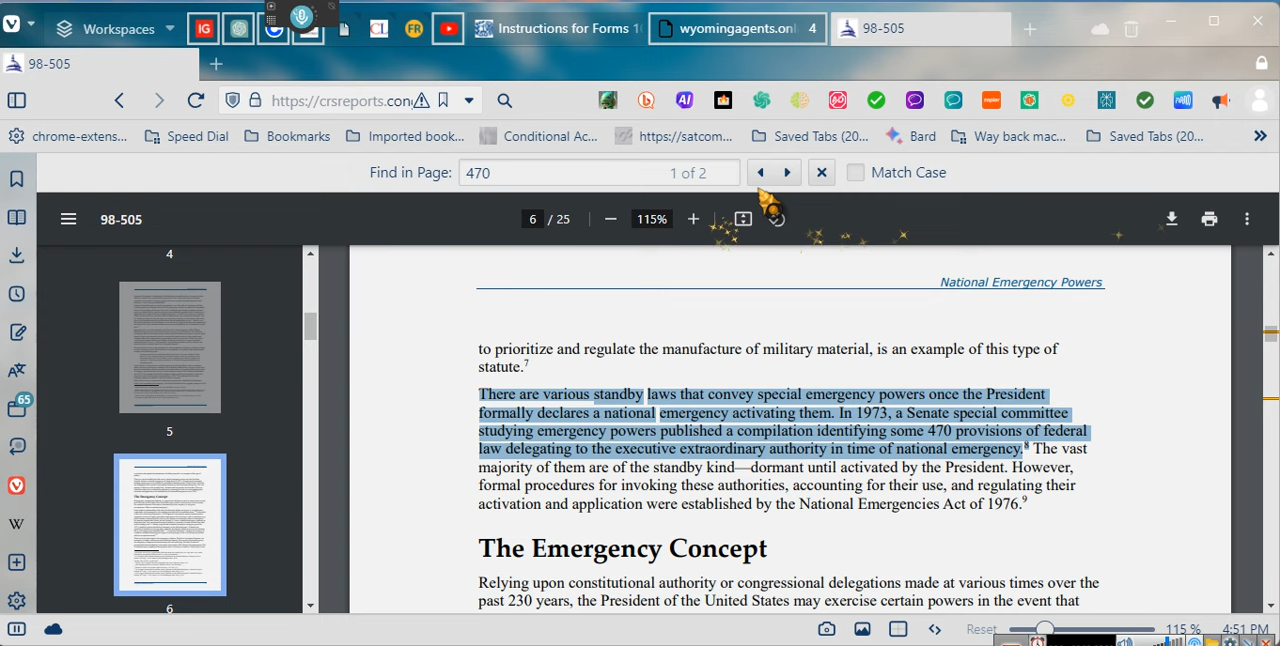 Workspaces
IG
CL
FR
Instructions for Forms 1
wyomingagents.onl 4
98-505
98-505
https://crsreports.con
AI
chrome-extens...
Speed Dial
Bookmarks
Imported book...
Conditional Ac...
https://satcom...
Saved Tabs (20...
Bard
Way back mac...
Saved Tabs (20...
Find in Page: 470 1 of 2
Match Case
98-505
6 / 25
115%
4
5
6
65
W
National Emergency Powers
to prioritize and regulate the manufacture of military material, is an example of this type of
statute.7
There are various standby laws that convey special emergency powers once the President
formally declares a national emergency activating them. In 1973, a Senate special committee
studying emergency powers published a compilation identifying some 470 provisions of federal
law delegating to the executive extraordinary authority in time of national emergency.8 The vast
majority of them are of the standby kind—dormant until activated by the President. However,
formal procedures for invoking these authorities, accounting for their use, and regulating their
activation and application were established by the National Emergencies Act of 1976.9
The Emergency Concept
Relying upon constitutional authority or congressional delegations made at various times over the
past 230 years, the President of the United States may exercise certain powers in the event that
Reset
115 %
4:51 PM